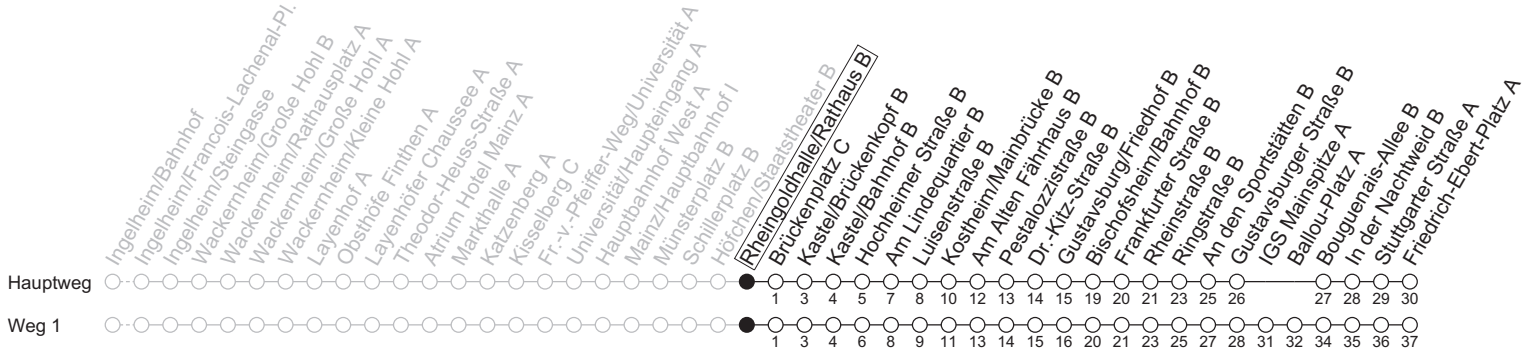 Ingelheim/Bahnhof
Ingelheim/Francois-Lachenal-Pl.
Ingelheim/Steingasse
Wackernheim/Große Hohl B
Wackernheim/Rathausplatz A
Wackernheim/Große Hohl A
Wackernheim/Kleine Hohl A
Layenhof A
Obsthöfe Finthen A
Layenhöfer Chaussee A
Theodor-Heuss-Straße A
Atrium Hotel Mainz A
Markthalle A
Katzenberg A
Kisselberg C
Fr.-v.-Pfeiffer-Weg/Universität A
Universität/Haupteingang A
Hauptbahnhof West A
Mainz/Hauptbahnhof I
Münsterplatz B
Schillerplatz B
Höfchen/Staatstheater B
Rheingoldhalle/Rathaus B
Brückenplatz C
Kastel/Brückenkopf B
Kastel/Bahnhof B
Hochheimer Straße B
Am Lindequartier B
Luisenstraße B
Kostheim/Mainbrücke B
Am Alten Fährhaus B
Pestalozzistraße B
Dr.-Kitz-Straße B
Gustavsburg/Friedhof B
Bischofsheim/Bahnhof B
Frankfurter Straße B
Rheinstraße B
Ringstraße B
An den Sportstätten B
Gustavsburger Straße B
IGS Mainspitze A
Ballou-Platz A
Bouguenais-Allee B
In der Nachtweid B
Stuttgarter Straße A
Friedrich-Ebert-Platz A
Hauptweg
1 3 4 5 7 8 10 12 13 14 15 19 20 21 23 25 26 27 28 29 30
Weg 1
1 3 4 6 8 9 11 13 14 15 16 20 21 23 25 27 28 31 32 34 35 36 37